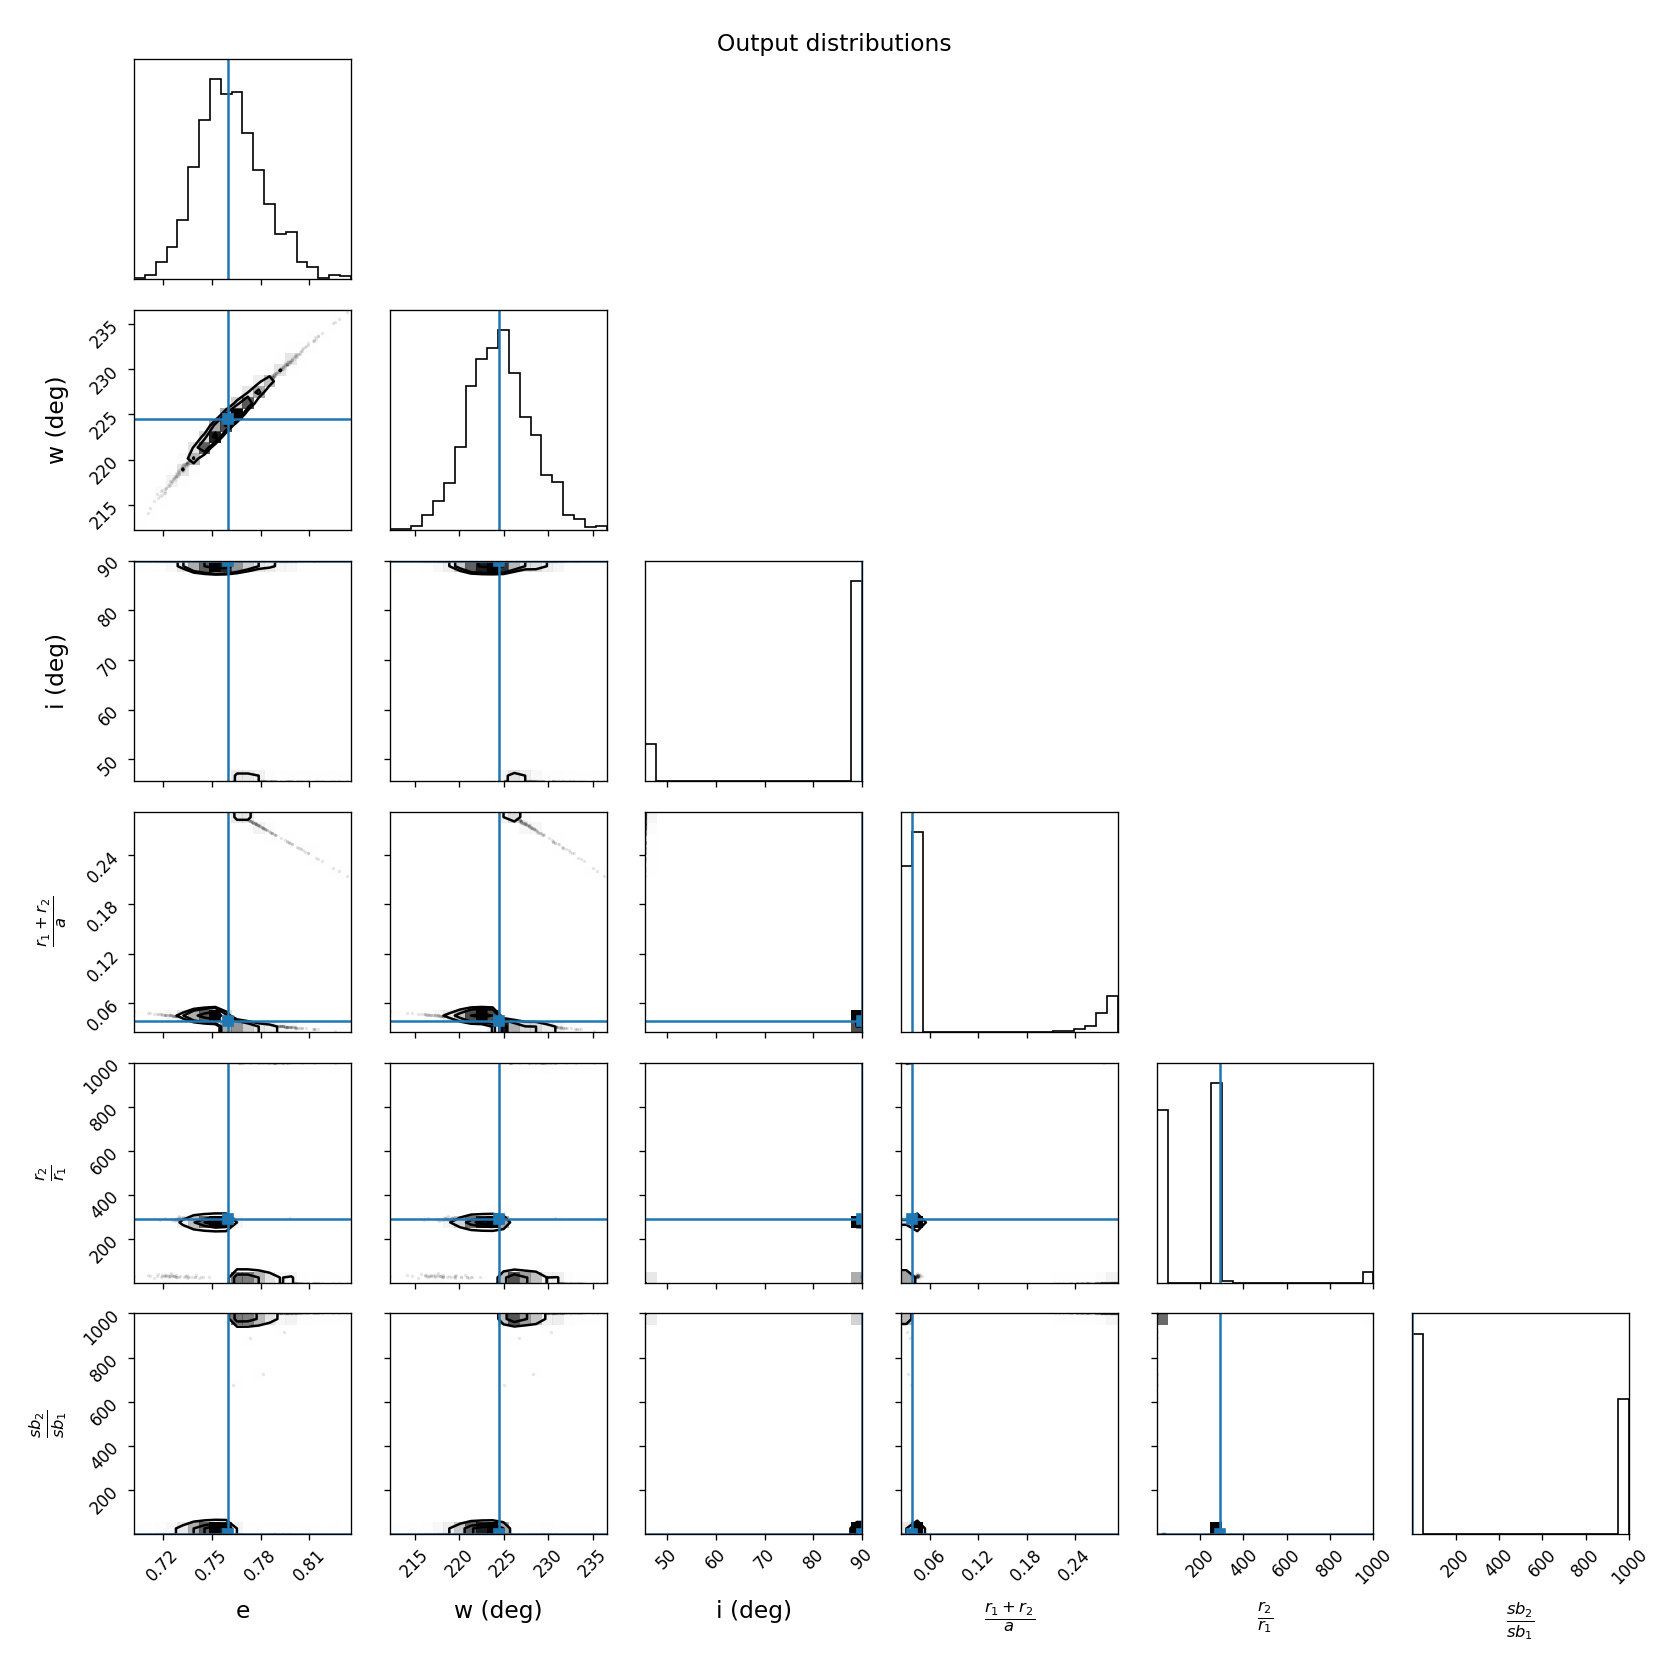 Output distributions
w (deg)
235
230
225
220
215
i (deg)
90
80
70
60
50
r1 + r2
a
0.24
0.18
0.12
0.06
r2
r1
1000
800
600
400
200
sb2
sb1
1000
800
600
400
200
0.72 0.75 0.78 0.81 215 220 225 230 235 50 60 70 80 90 0.06 0.12 0.18 0.24 200 400 600 800 1000 200 400 600 800 1000
e w (deg) i (deg) r1 + r2 r2 sb2
a r1 sb1